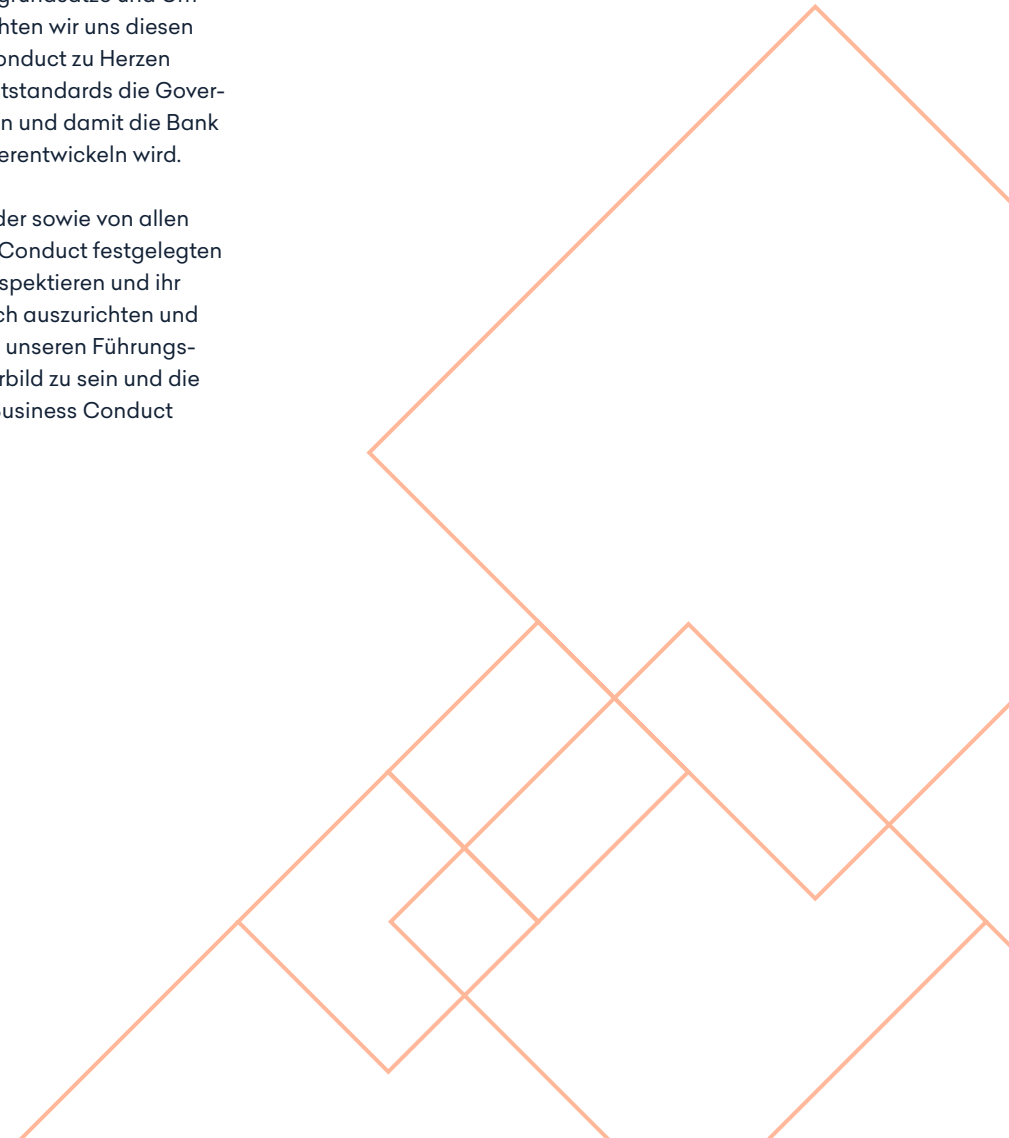 hten wir uns diesen
onduct zu Herzen
tstandards die Gover-
n und damit die Bank
erentwickeln wird.
der sowie von allen
Conduct festgelegten
spektieren und ihr
ch auszurichten und
unseren Führungs-
rbild zu sein und die
Business Conduct